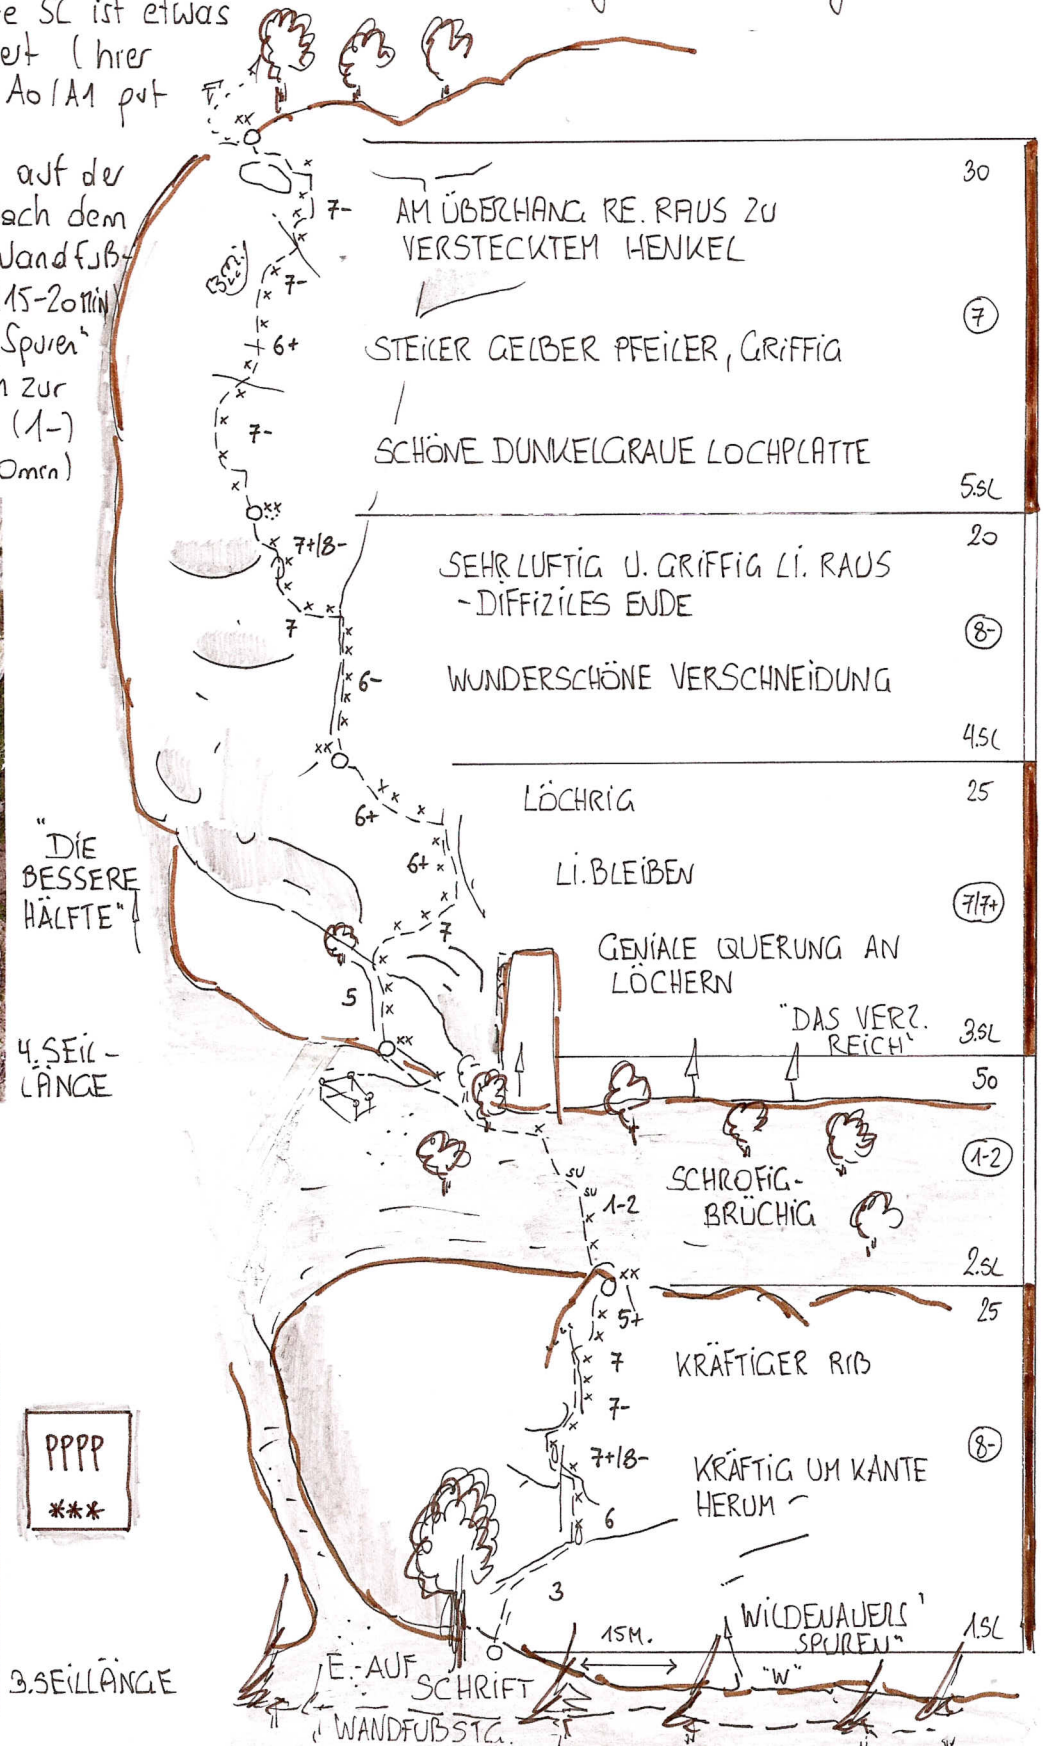 e SL ist etwas
ert (hier
A0/A1 gut
auf der
ach dem
Wandfuß-
15-20min)
Spuren"
n zur
(1-)
0min)
30
7-
AM ÜBERHANG RE. RAUS ZU
VERSTECKTEM HENKEL
7-
7
6+
STEILER GELBER PFEILER, GRIFFIG
7-
SCHÖNE DUNKELGRAUE LOCHPLATTE
5.SL
20
7+/8-
SEHR LUFTIG U. GRIFFIG LI. RAUS
-DIFFIZILES ENDE
7
8-
6-
WUNDERSCHÖNE VERSCHNEIDUNG
4.SL
25
LÖCHRIG
6+
"DIE
BESSERE
HÄLFTE"
6+
LI. BLEIBEN
7/7+
7
GENIALE QUERUNG AN
LÖCHERN
5
"DAS VERZ.
REICH"
3.SL
4.SEIL-
LÄNGE
50
1-2
SCHROFIG-
BRÜCHIG
SU
SU
1-2
2.SL
25
5+
7
KRÄFTIGER RIß
7-
8-
7+/8-
KRÄFTIG UM KANTE
HERUM
PPPP
***
6
3
WILDENAUERS
SPUREN"
1.SL
15M.
"W"
3.SEILLÄNGE
E.-AUF
SCHRIFT
WANDFUßSTG.